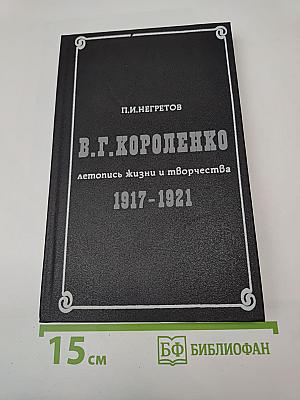 П.И.НЕГРЕТОВ
В.Г.КОРОЛЕНКО
летопись жизни и творчества
1917-1921
15 см
БФ БИБЛИОФАН